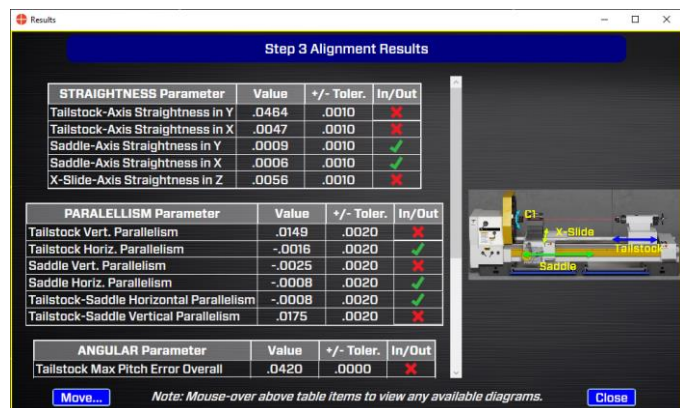 Results
Step 3 Alignment Results
STRAIGHTNESS Parameter Value +/- Toler. In/Out
Tailstock-Axis Straightness in Y .0464 .0010
Tailstock-Axis Straightness in X .0047 .0010
Saddle-Axis Straightness in Y .0009 .0010
Saddle-Axis Straightness in X .0006 .0010
X-Slide-Axis Straightness in Z .0056 .0010
PARALELLISM Parameter Value +/- Toler. In/Out
Tailstock Vert. Parallelism .0149 .0020
Tailstock Horiz. Parallelism -.0016 .0020
Saddle Vert. Parallelism -.0025 .0020
Saddle Horiz. Parallelism -.0008 .0020
Tailstock-Saddle Horizontal Parallelism -.0008 .0020
Tailstock-Saddle Vertical Parallelism .0175 .0020
C1
X-Slide
Tailstock
Saddle
ANGULAR Parameter Value +/- Toler. In/Out
Tailstock Max Pitch Error Overall .0420 .0000
Move... Note: Mouse-over above table items to view any available diagrams. Close